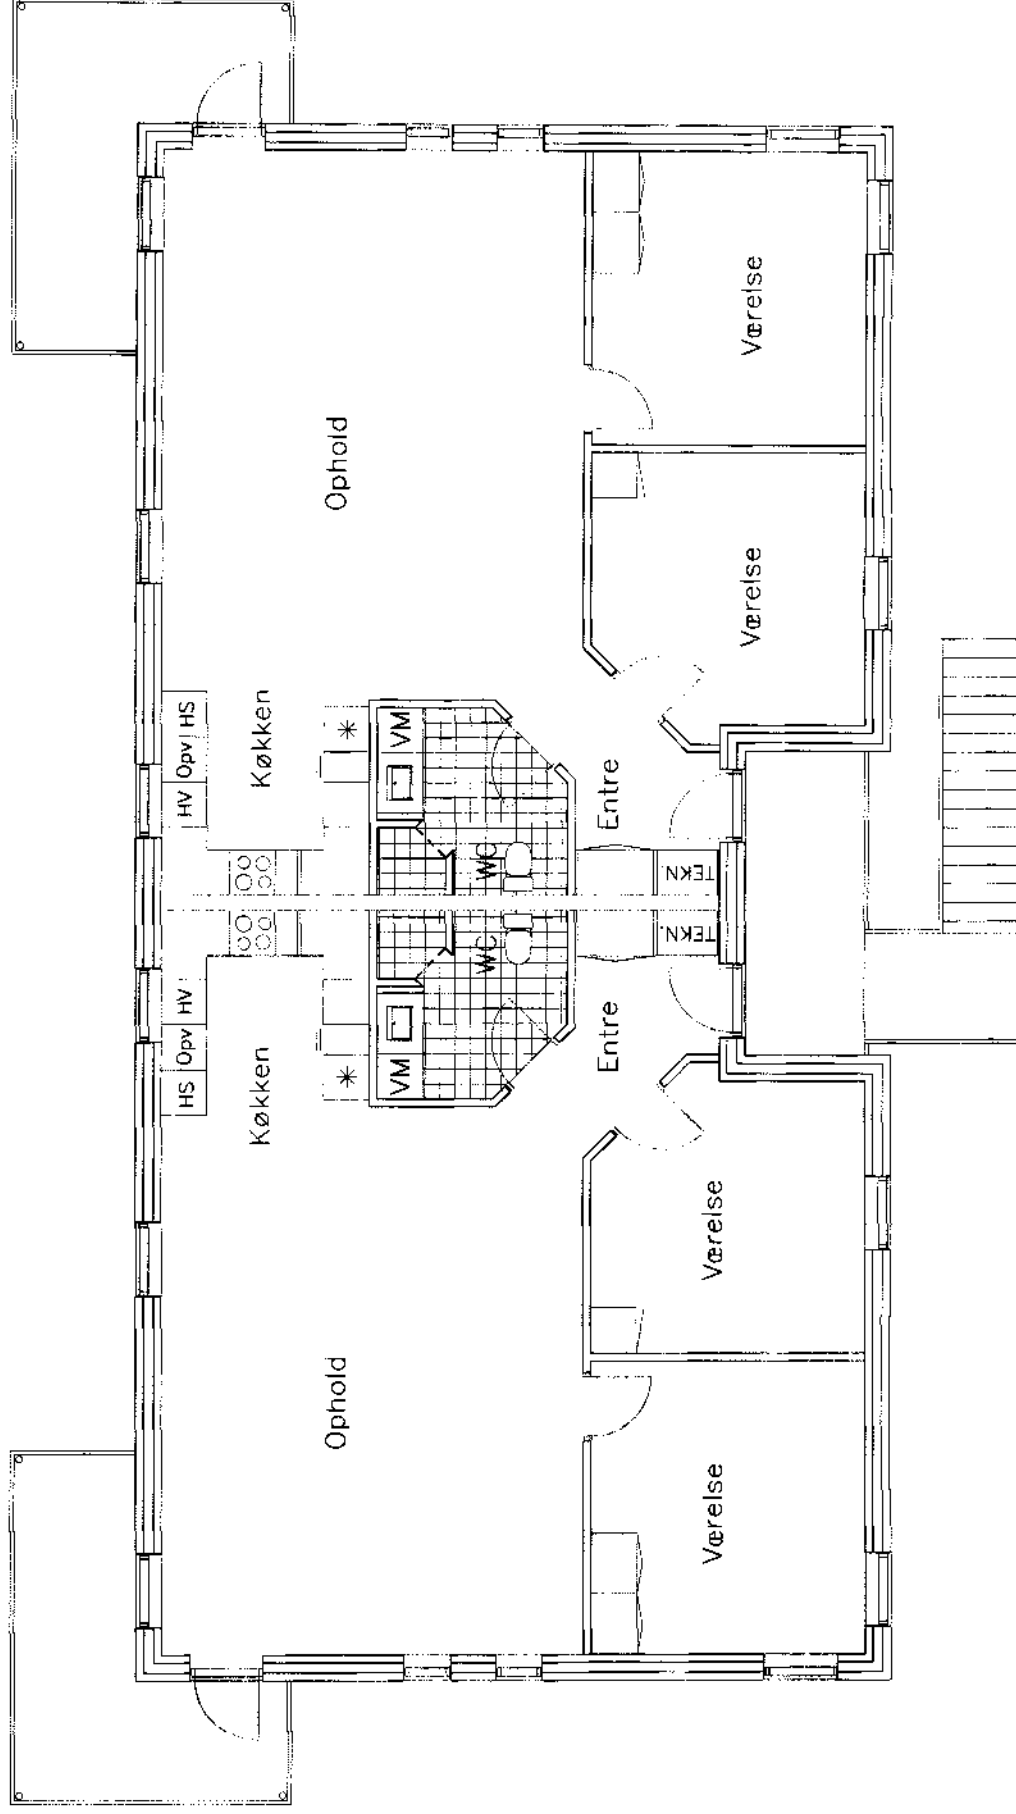 Ophold
Værelse
Værelse
Køkken
HV Opv HS
*
VM
WC
Entre
TEKN.
TEKN.
WC
VM
*
HS Opv HV
Køkken
Entre
Ophold
Værelse
Værelse